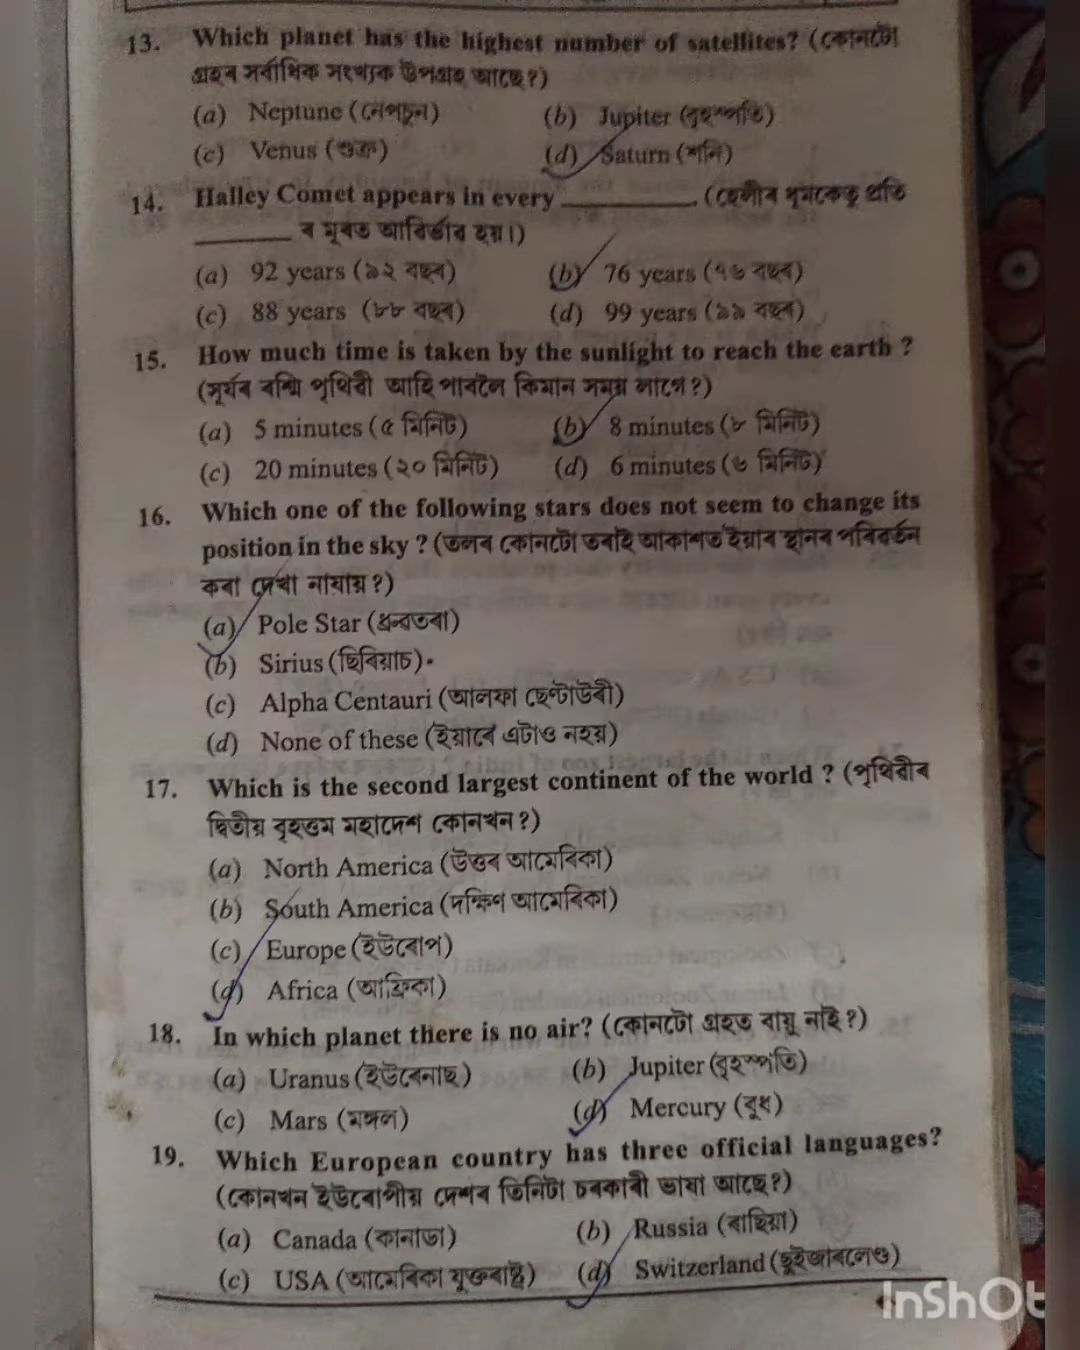 13. Which planet has the highest number of satellites? (কোনটো
গ্ৰহৰ সৰ্বাধিক সংখ্যক উপগ্ৰহ আছে?)
(a) Neptune (নেপচুন) (b) Jupiter (বৃহস্পতি)
(c) Venus (শুক্ৰ) (d) Saturn (শনি)
14. Halley Comet appears in every ________. (হেলীৰ ধূমকেতু প্ৰতি
________ ৰ মূৰত আবিৰ্ভাৱ হয়।)
(a) 92 years (৯২ বছৰ) (b) 76 years (৭৬ বছৰ)
(c) 88 years (৮৮ বছৰ) (d) 99 years (৯৯ বছৰ)
15. How much time is taken by the sunlight to reach the earth ?
(সূৰ্যৰ ৰশ্মি পৃথিৱী আহি পাবলৈ কিমান সময় লাগে?)
(a) 5 minutes (৫ মিনিট) (b) 8 minutes (৮ মিনিট)
(c) 20 minutes (২০ মিনিট) (d) 6 minutes (৬ মিনিট)
16. Which one of the following stars does not seem to change its
position in the sky ? (তলৰ কোনটো তৰাই আকাশত ইয়াৰ স্থানৰ পৰিবৰ্তন
কৰা দেখা নাযায়?)
(a) Pole Star (ধ্ৰুৱতৰা)
(b) Sirius (ছিৰিয়াচ)
(c) Alpha Centauri (আলফা ছেন্টাউৰী)
(d) None of these (ইয়াৰে এটাও নহয়)
17. Which is the second largest continent of the world ? (পৃথিৱীৰ
দ্বিতীয় বৃহত্তম মহাদেশ কোনখন?)
(a) North America (উত্তৰ আমেৰিকা)
(b) South America (দক্ষিণ আমেৰিকা)
(c) Europe (ইউৰোপ)
(d) Africa (আফ্ৰিকা)
18. In which planet there is no air? (কোনটো গ্ৰহত বায়ু নাই?)
(a) Uranus (ইউৰেনাছ) (b) Jupiter (বৃহস্পতি)
(c) Mars (মঙ্গল) (d) Mercury (বুধ)
19. Which European country has three official languages?
(কোনখন ইউৰোপীয় দেশৰ তিনিটা চৰকাৰী ভাষা আছে?)
(a) Canada (কানাডা) (b) Russia (ৰাছিয়া)
(c) USA (আমেৰিকা যুক্তৰাষ্ট্ৰ) (d) Switzerland (ছুইজাৰলেণ্ড)
InShOt